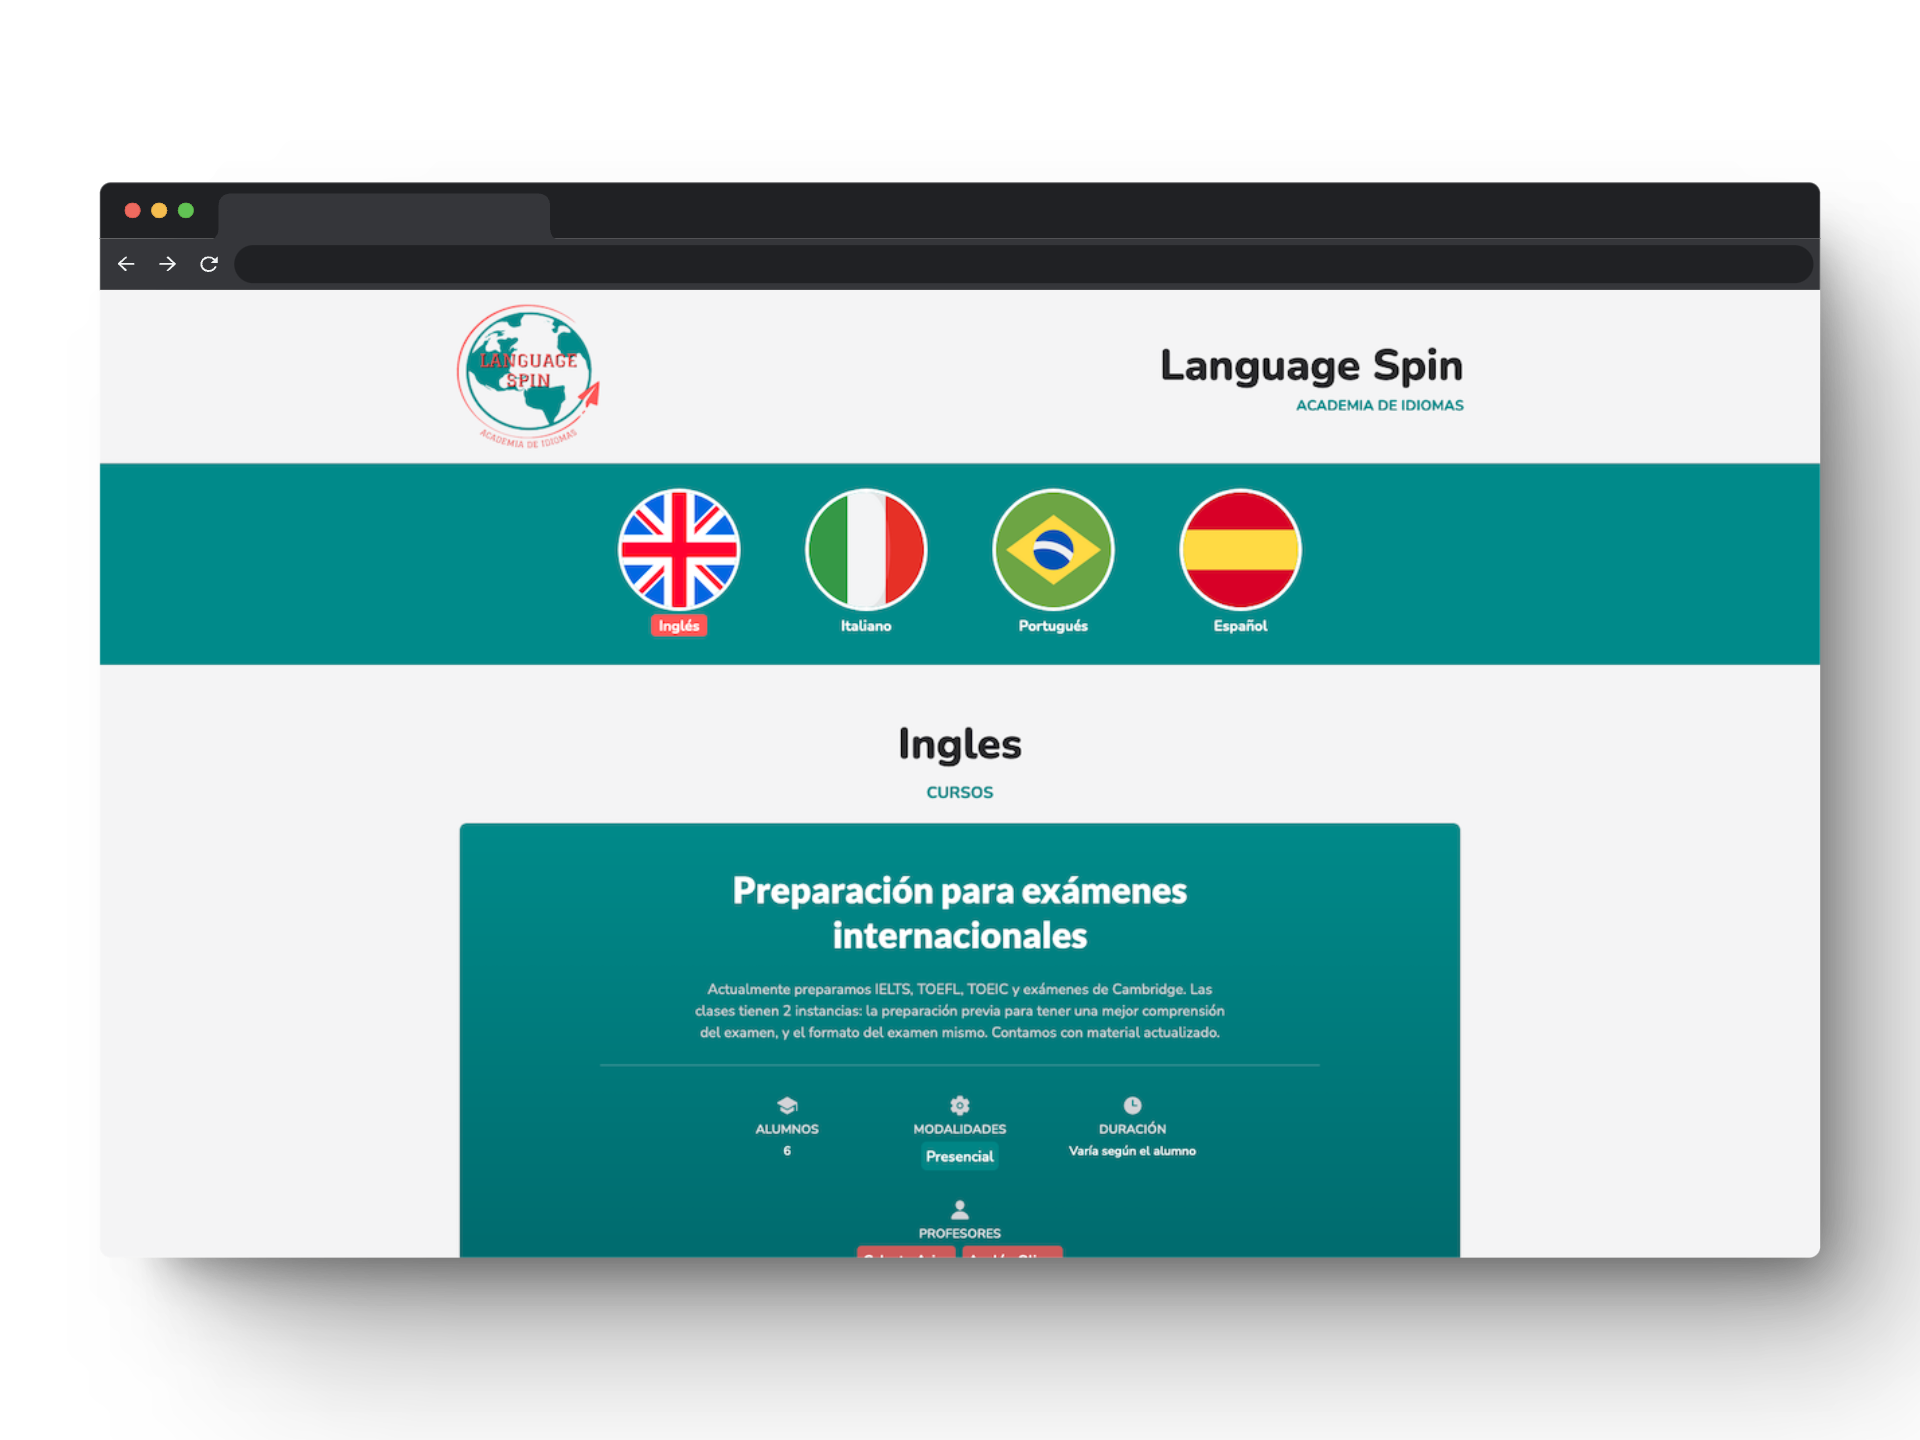 LANGUAGE
SPIN
ACADEMIA DE IDIOMAS
Language Spin
ACADEMIA DE IDIOMAS
Inglés
Italiano
Portugués
Español
Ingles
CURSOS
Preparación para exámenes
internacionales
Actualmente preparamos IELTS, TOEFL, TOEIC y exámenes de Cambridge. Las
clases tienen 2 instancias: la preparación previa para tener una mejor comprensión
del examen, y el formato del examen mismo. Contamos con material actualizado.
ALUMNOS
6
MODALIDADES
Presencial
DURACIÓN
Varía según el alumno
PROFESORES